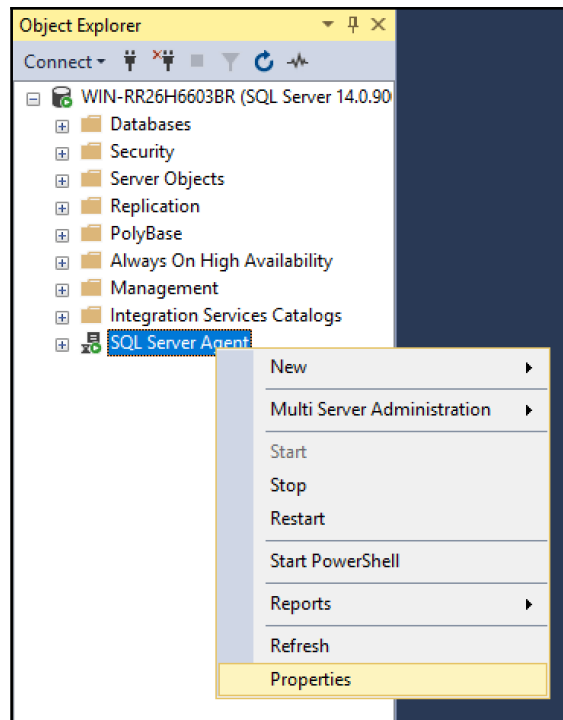 Object Explorer
Connect
WIN-RR26H6603BR (SQL Server 14.0.90
Databases
Security
Server Objects
Replication
PolyBase
Always On High Availability
Management
Integration Services Catalogs
SQL Server Agent
New
Multi Server Administration
Start
Stop
Restart
Start PowerShell
Reports
Refresh
Properties